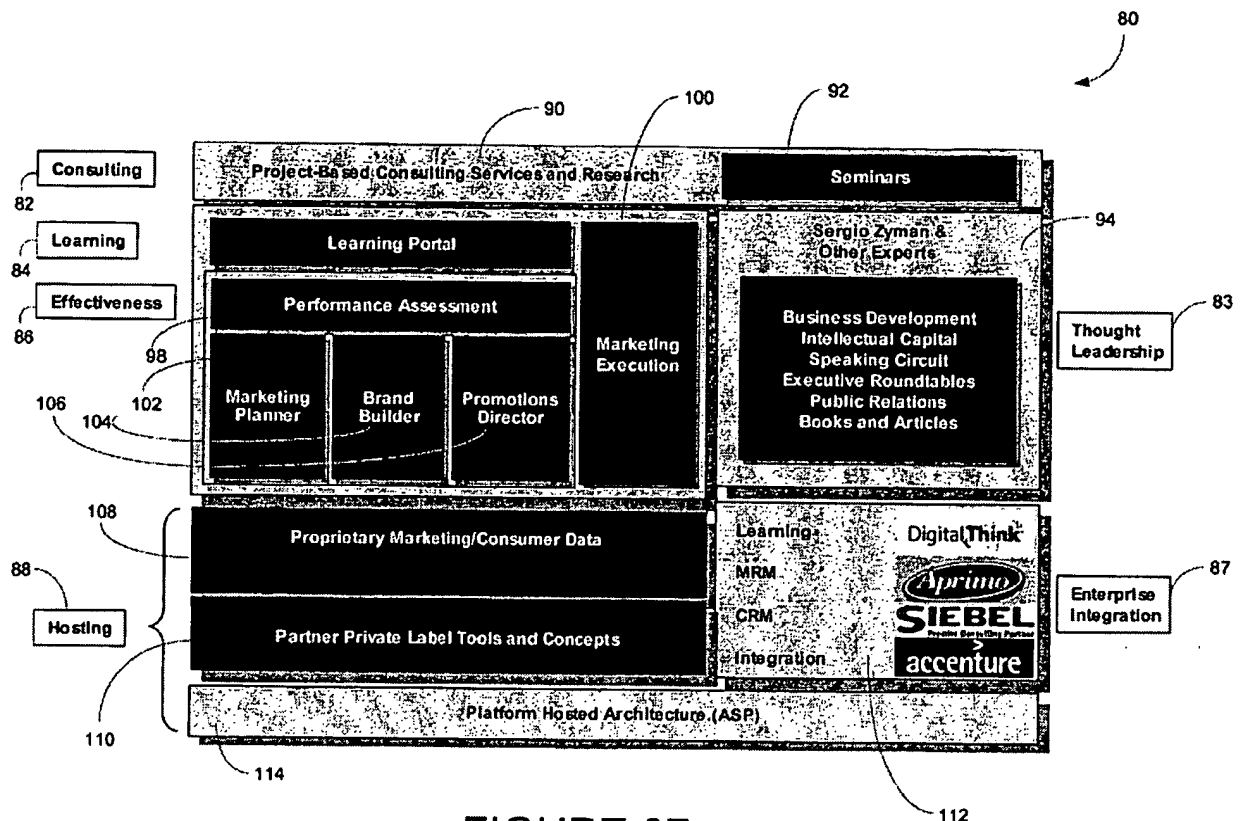 80
90
100
92
Consulting
82
Project-Based Consulting Services and Research
Seminars
Learning
84
Learning Portal
Sergio Zyman &
Other Experts
94
Effectiveness
86
Performance Assessment
98
102
Marketing
Planner
104
106
Brand
Builder
Promotions
Director
Marketing
Execution
Business Development
Intellectual Capital
Speaking Circuit
Executive Roundtables
Public Relations
Books and Articles
Thought
Leadership
83
108
Proprietary Marketing/Consumer Data
Learning
DigitalThink
MRM
Aprimo
CRM
SIEBEL
Integration
accenture
Enterprise
Integration
87
88
Hosting
Partner Private Label Tools and Concepts
110
Platform Hosted Architecture (ASP)
114
112